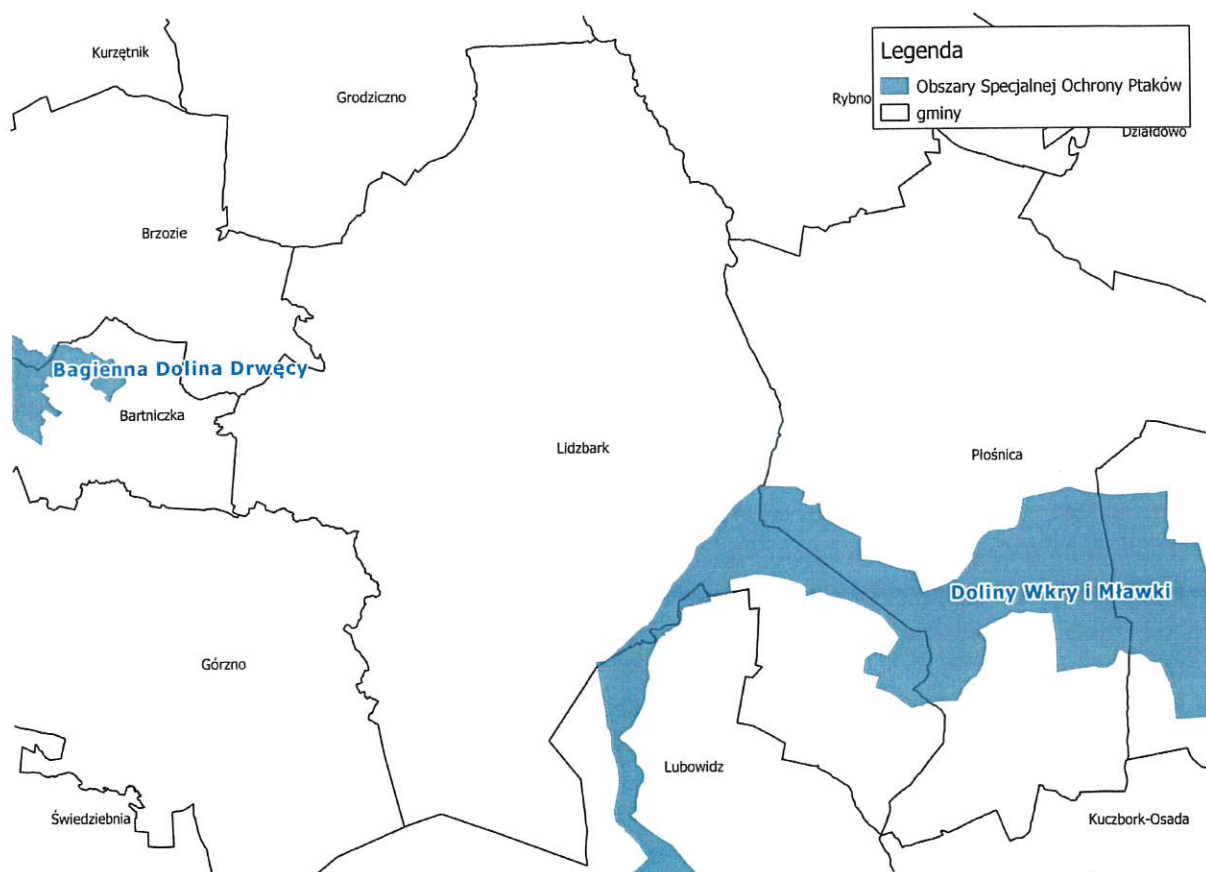 Kurzętnik
Grodziczno
Legenda
Obszary Specjalnej Ochrony Ptaków
gminy
Rybno
Działdowo
Brzozie
Bagienna Dolina Drwęcy
Bartniczka
Lidzbark
Płośnica
Doliny Wkry i Mławki
Górzno
Lubowidz
Świedziebnia
Kuczbork-Osada